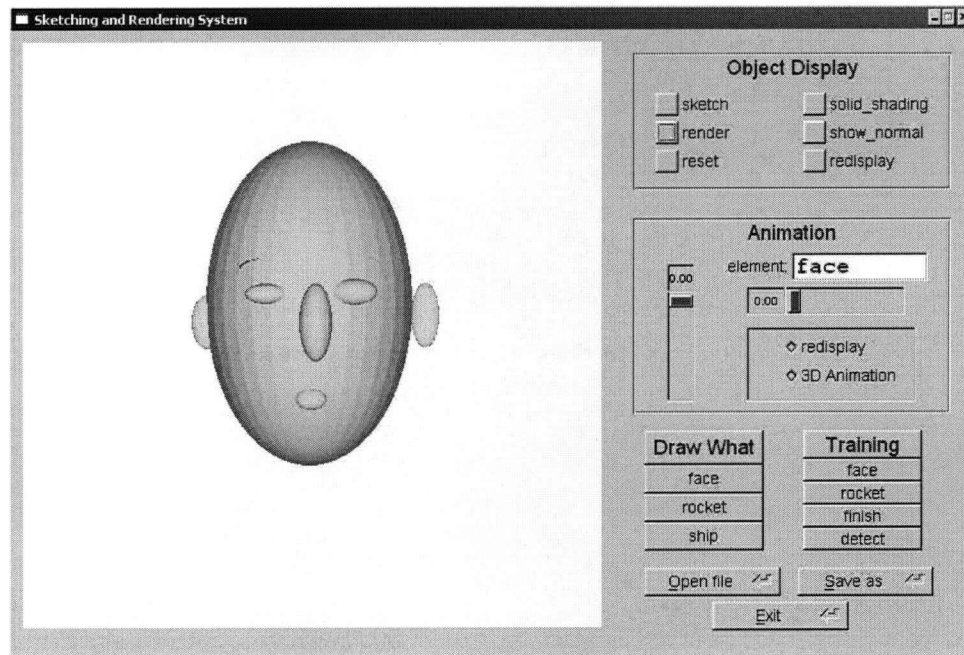 Sketching and Rendering System
Object Display
sketch
solid_shading
render
show_normal
reset
redisplay
Animation
0.00
element: face
0.00
redisplay
3D Animation
Draw What
face
rocket
ship
Training
face
rocket
finish
detect
Open file
Save as
Exit